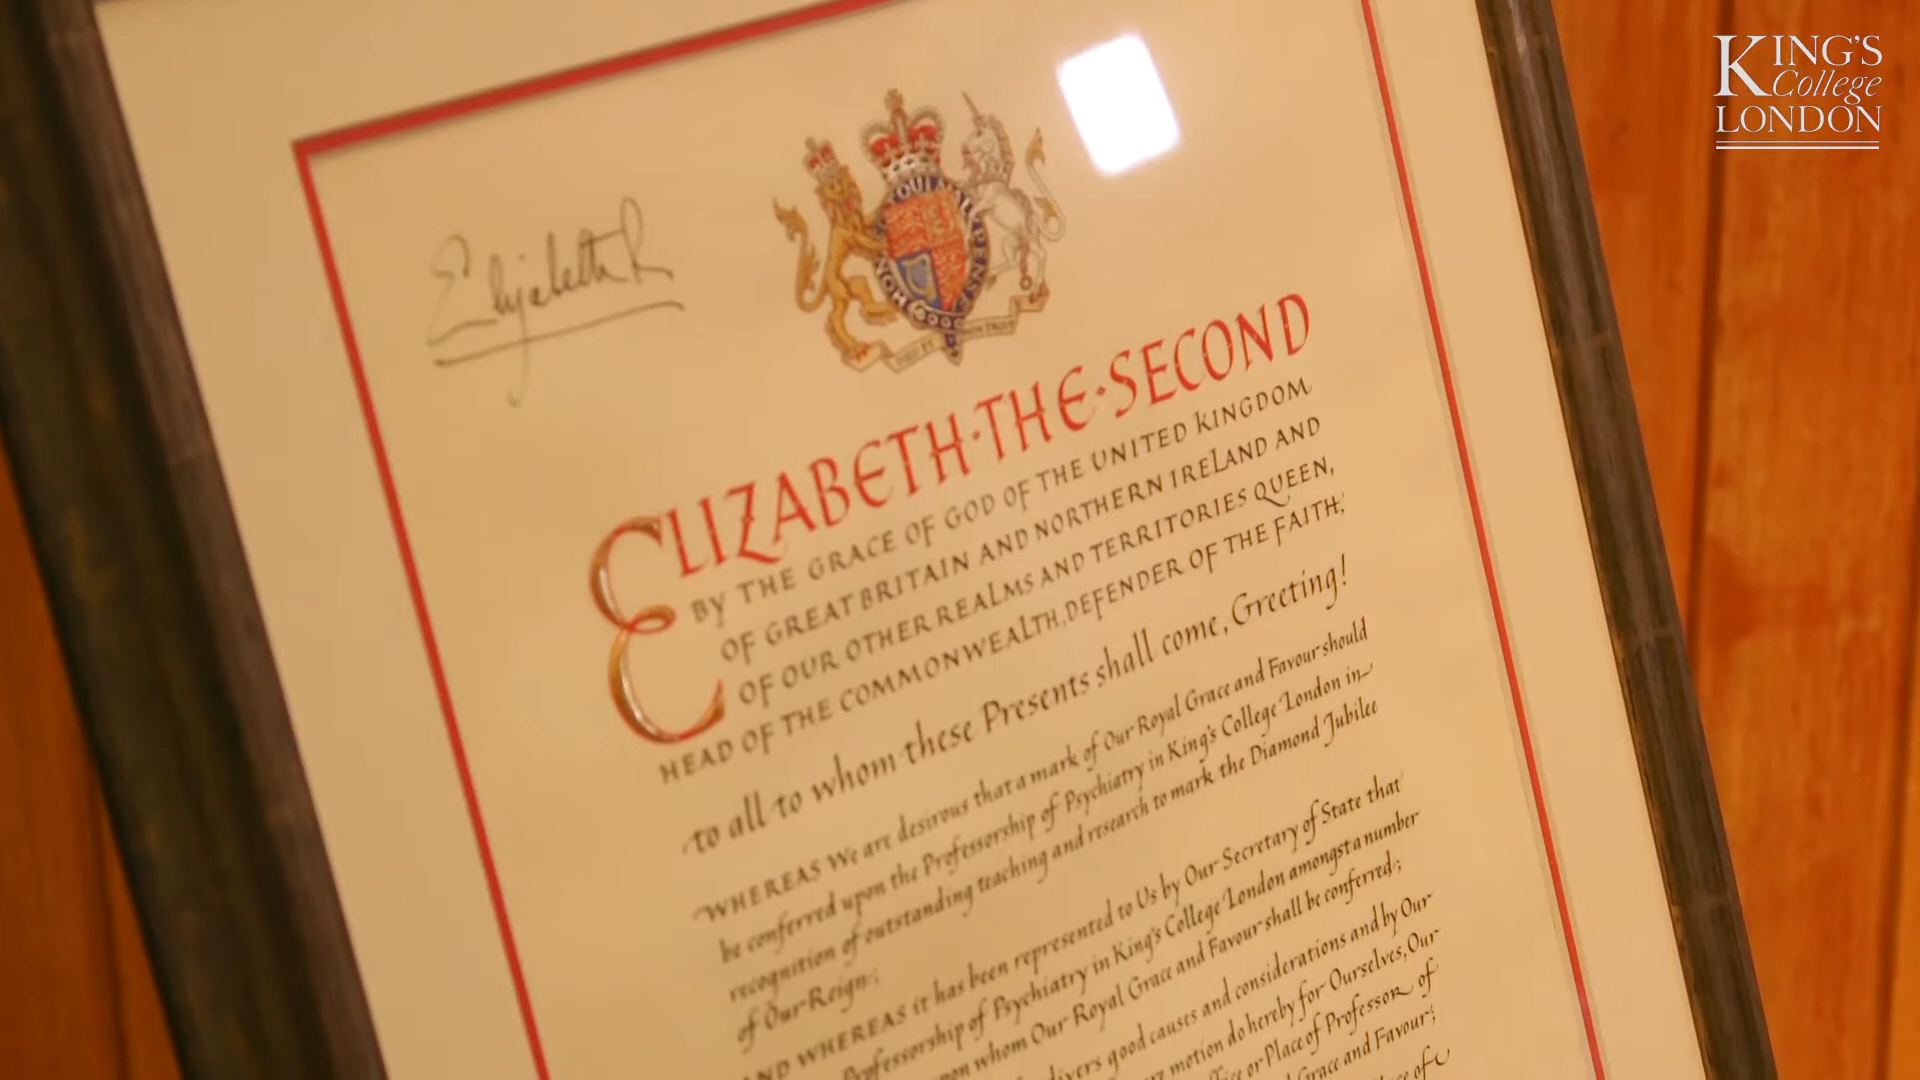 KING'S
College
LONDON
Elizabeth R
ELIZABETH·THE·SECOND
BY THE GRACE OF GOD OF THE UNITED KINGDOM
OF GREAT BRITAIN AND NORTHERN IRELAND AND
OF OUR OTHER REALMS AND TERRITORIES QUEEN,
HEAD OF THE COMMONWEALTH, DEFENDER OF THE FAITH,
to all to whom these Presents shall come, Greeting!
WHEREAS We are desirous that a mark of Our Royal Grace and Favour should
be conferred upon the Professorship of Psychiatry in King's College London in
recognition of outstanding teaching and research to mark the Diamond Jubilee
of Our Reign;
AND WHEREAS it has been represented to Us by Our Secretary of State that
Professorship of Psychiatry in King's College London amongst a number
upon whom Our Royal Grace and Favour shall be conferred;
divers good causes and considerations and by Our
motion do hereby for Ourselves, Our
or Place of Professor of
Grace and Favour;
of